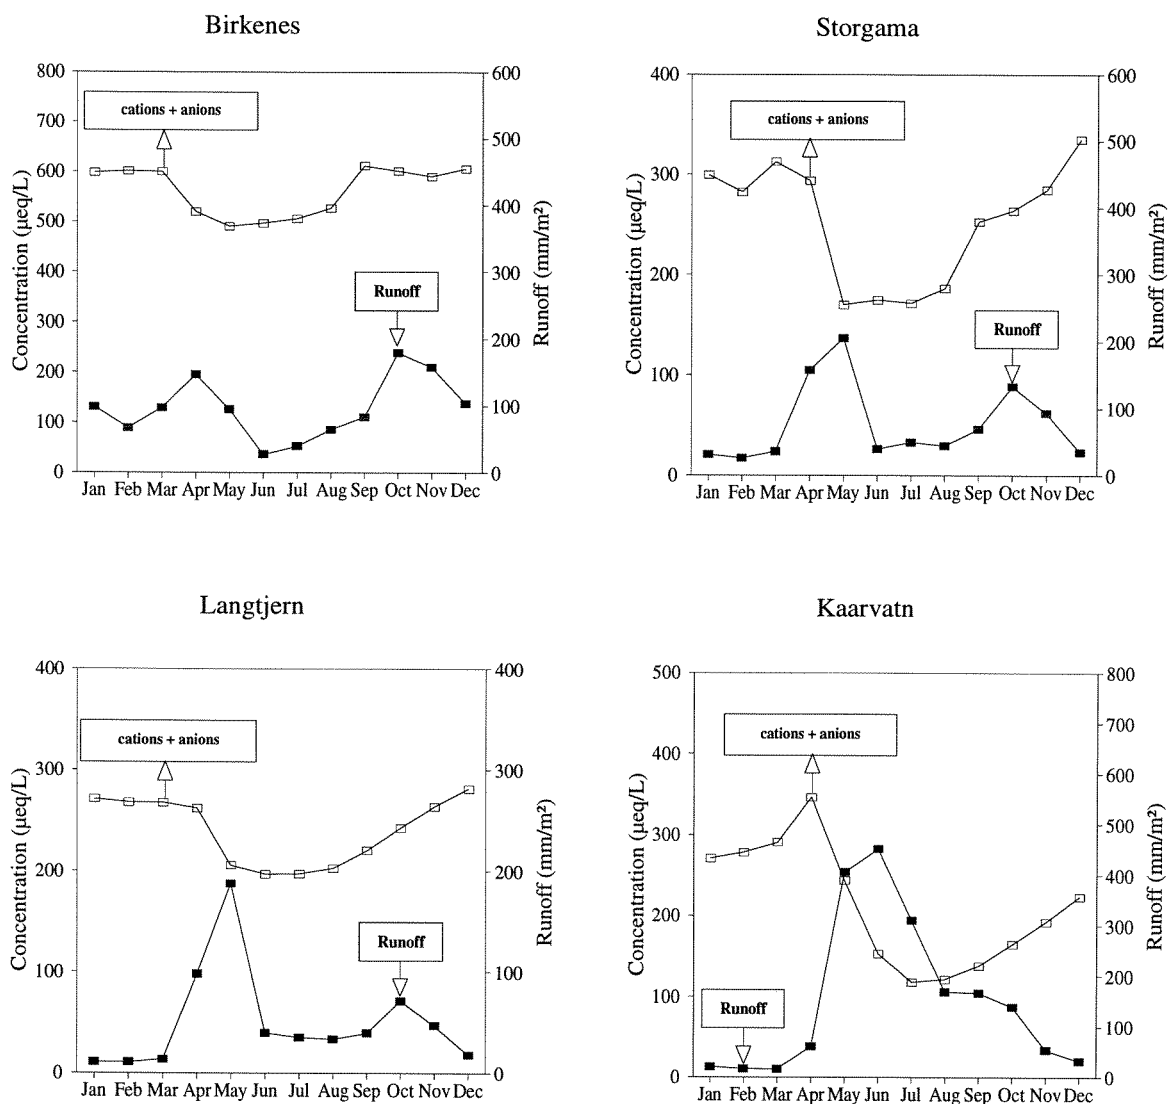 Birkenes
800
700
600
500
400
300
200
100
0
Concentration (µeq/L)
600
500
400
300
200
100
0
Runoff (mm/m²)
cations + anions
Runoff
Jan Feb Mar Apr May Jun Jul Aug Sep Oct Nov Dec
Storgama
400
300
200
100
0
Concentration (µeq/L)
600
500
400
300
200
100
0
Runoff (mm/m²)
cations + anions
Runoff
Jan Feb Mar Apr May Jun Jul Aug Sep Oct Nov Dec
Langtjern
400
300
200
100
0
Concentration (µeq/L)
400
300
200
100
0
Runoff (mm/m²)
cations + anions
Runoff
Jan Feb Mar Apr May Jun Jul Aug Sep Oct Nov Dec
Kaarvatn
500
400
300
200
100
0
Concentration (µeq/L)
800
700
600
500
400
300
200
100
0
Runoff (mm/m²)
cations + anions
Runoff
Jan Feb Mar Apr May Jun Jul Aug Sep Oct Nov Dec